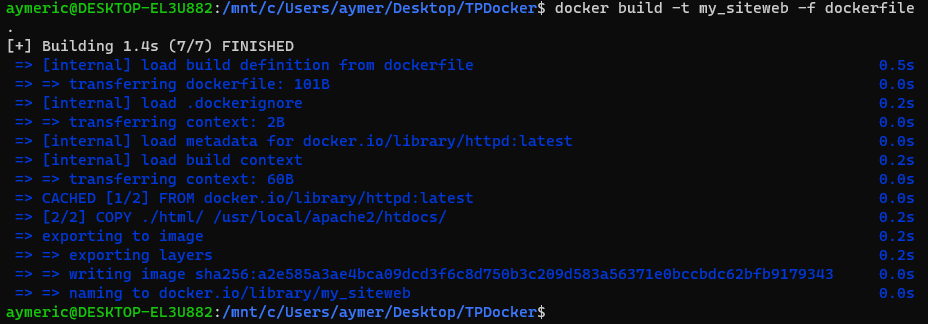 aymeric@DESKTOP-EL3U882:/mnt/c/Users/aymer/Desktop/TPDocker$ docker build -t my_siteweb -f dockerfile
.
[+] Building 1.4s (7/7) FINISHED
=> [internal] load build definition from dockerfile 0.5s
=> => transferring dockerfile: 101B 0.0s
=> [internal] load .dockerignore 0.2s
=> => transferring context: 2B 0.0s
=> [internal] load metadata for docker.io/library/httpd:latest 0.0s
=> [internal] load build context 0.2s
=> => transferring context: 60B 0.0s
=> CACHED [1/2] FROM docker.io/library/httpd:latest 0.0s
=> [2/2] COPY ./html/ /usr/local/apache2/htdocs/ 0.2s
=> exporting to image 0.2s
=> => exporting layers 0.2s
=> => writing image sha256:a2e585a3ae4bca09dcd3f6c8d750b3c209d583a56371e0bccbdc62bfb9179343 0.0s
=> => naming to docker.io/library/my_siteweb 0.0s
aymeric@DESKTOP-EL3U882:/mnt/c/Users/aymer/Desktop/TPDocker$